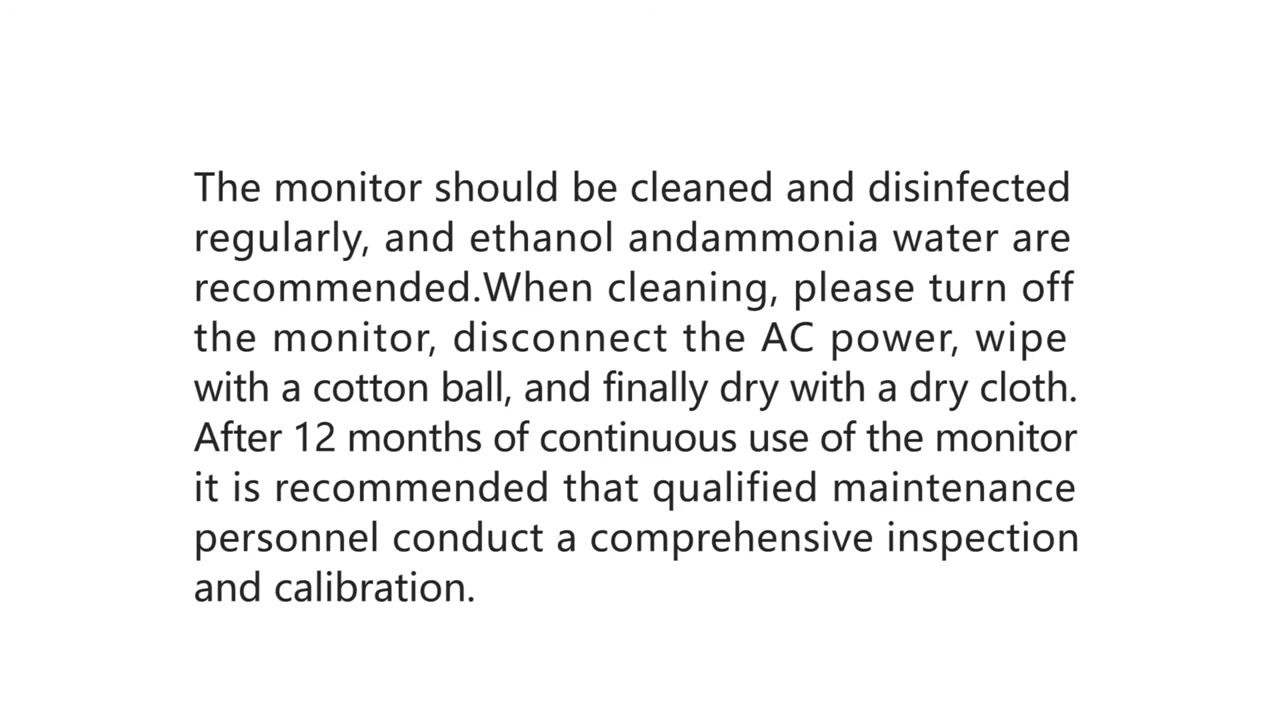 The monitor should be cleaned and disinfected
regularly, and ethanol andammonia water are
recommended.When cleaning, please turn off
the monitor, disconnect the AC power, wipe
with a cotton ball, and finally dry with a dry cloth.
After 12 months of continuous use of the monitor
it is recommended that qualified maintenance
personnel conduct a comprehensive inspection
and calibration.